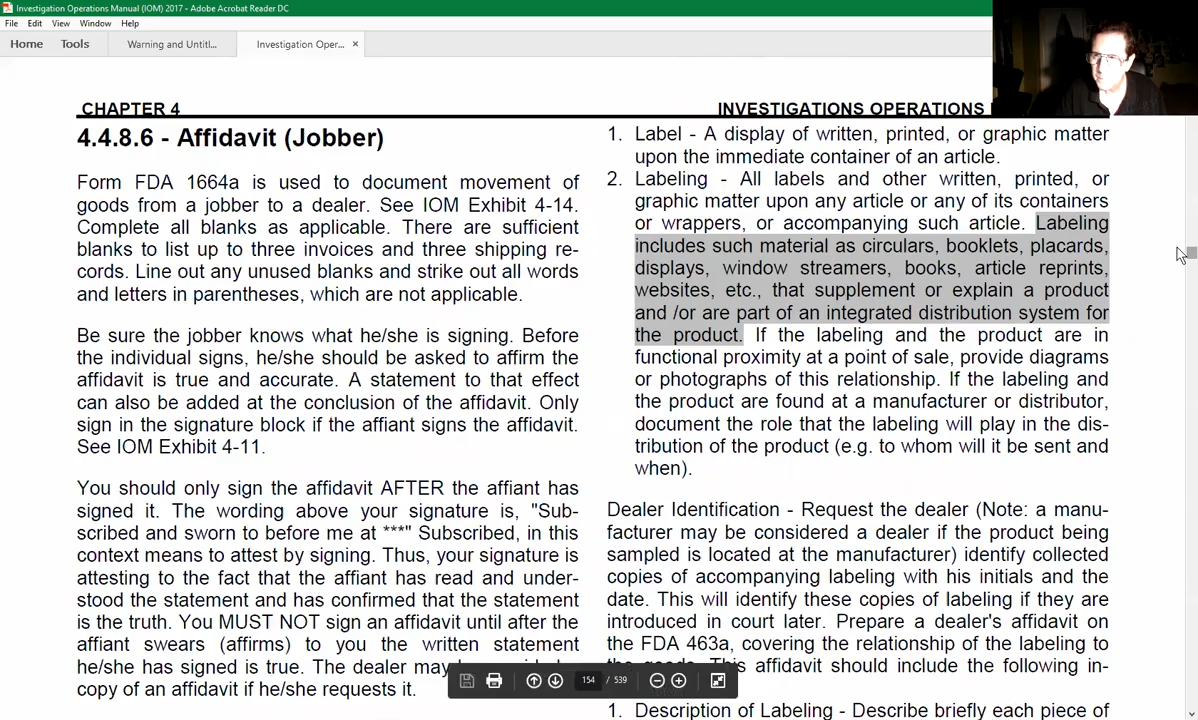 Investigation Operations Manual (IOM) 2017 - Adobe Acrobat Reader DC
File Edit View Window Help
Home Tools Warning and Untitl... Investigation Oper... ×
CHAPTER 4
4.4.8.6 - Affidavit (Jobber)
Form FDA 1664a is used to document movement of
goods from a jobber to a dealer. See IOM Exhibit 4-14.
Complete all blanks as applicable. There are sufficient
blanks to list up to three invoices and three shipping re-
cords. Line out any unused blanks and strike out all words
and letters in parentheses, which are not applicable.
Be sure the jobber knows what he/she is signing. Before
the individual signs, he/she should be asked to affirm the
affidavit is true and accurate. A statement to that effect
can also be added at the conclusion of the affidavit. Only
sign in the signature block if the affiant signs the affidavit.
See IOM Exhibit 4-11.
You should only sign the affidavit AFTER the affiant has
signed it. The wording above your signature is, "Sub-
scribed and sworn to before me at ***" Subscribed, in this
context means to attest by signing. Thus, your signature is
attesting to the fact that the affiant has read and under-
stood the statement and has confirmed that the statement
is the truth. You MUST NOT sign an affidavit until after the
affiant swears (affirms) to you the written statement
he/she has signed is true. The dealer may
copy of an affidavit if he/she requests it.
INVESTIGATIONS OPERATIONS
1. Label - A display of written, printed, or graphic matter
upon the immediate container of an article.
2. Labeling - All labels and other written, printed, or
graphic matter upon any article or any of its containers
or wrappers, or accompanying such article. Labeling
includes such material as circulars, booklets, placards,
displays, window streamers, books, article reprints,
websites, etc., that supplement or explain a product
and /or are part of an integrated distribution system for
the product. If the labeling and the product are in
functional proximity at a point of sale, provide diagrams
or photographs of this relationship. If the labeling and
the product are found at a manufacturer or distributor,
document the role that the labeling will play in the dis-
tribution of the product (e.g. to whom will it be sent and
when).
Dealer Identification - Request the dealer (Note: a manu-
facturer may be considered a dealer if the product being
sampled is located at the manufacturer) identify collected
copies of accompanying labeling with his initials and the
date. This will identify these copies of labeling if they are
introduced in court later. Prepare a dealer's affidavit on
the FDA 463a, covering the relationship of the labeling to
the goods. This affidavit should include the following in-
1. Description of Labeling - Describe briefly each piece of
154 / 539